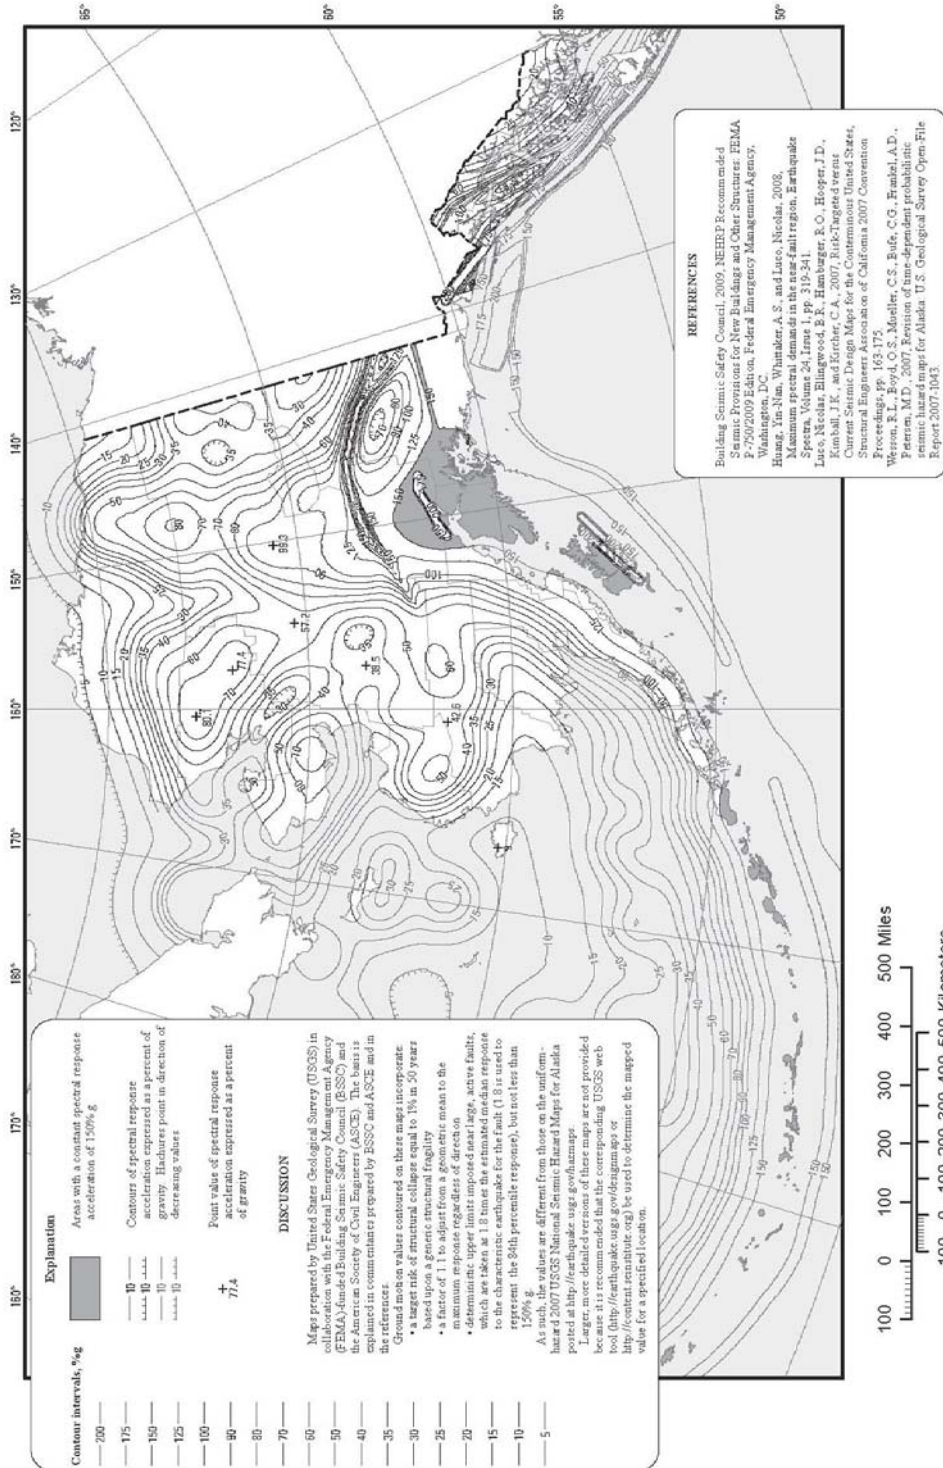 Explanation
Contour intervals, %g
200
175
150
125
100
90
80
70
60
50
40
35
30
25
20
15
10
5
Areas with a constant spectral response
acceleration of 150% g
10
10
10
10
Contours of spectral response
acceleration expressed as a percent of
gravity. Hachures point in direction of
decreasing values
+
77.4
Point value of spectral response
acceleration expressed as a percent
of gravity
DISCUSSION
Maps prepared by United States Geological Survey (USGS) in
collaboration with the Federal Emergency Management Agency
(FEMA)-funded Building Seismic Safety Council (BSSC) and
the American Society of Civil Engineers (ASCE). The basis is
explained in commentaries prepared by BSSC and ASCE and in
the references.
Ground motion values contoured on these maps incorporate:
• a target risk of structural collapse equal to 1% in 50 years
based upon a generic structural fragility
• a factor of 1.1 to adjust from a geometric mean to the
maximum response regardless of direction
• deterministic upper limits imposed near large, active faults,
which are taken as 1.8 times the estimated median response
to the characteristic earthquake for the fault (1.8 is used to
represent the 84th percentile response), but not less than
150% g.
As such, the values are different from those on the uniform-
hazard 2007 USGS National Seismic Hazard Maps for Alaska
posted at http://earthquake.usgs.gov/hazmaps.
Larger, more detailed versions of these maps are not provided
because it is recommended that the corresponding USGS web
tool (http://earthquake.usgs.gov/designmaps or
http://content.seinstitute.org) be used to determine the mapped
value for a specified location.
160°
170°
180°
170°
160°
150°
140°
130°
120°
65°
60°
55°
50°
80.1
77.4
57.2
99.3
38.5
42.6
REFERENCES
Building Seismic Safety Council, 2009, NEHRP Recommended
Seismic Provisions for New Buildings and Other Structures: FEMA
P-750/2009 Edition, Federal Emergency Management Agency,
Washington, DC.
Huang, Yin-Nan, Whittaker, A.S., and Luco, Nicolas, 2008,
Maximum spectral demands in the near-fault region, Earthquake
Spectra, Volume 24, Issue 1, pp. 319-341.
Luco, Nicolas, Ellingwood, B.R., Hamburger, R.O., Hooper, J.D.,
Kimball, J.K., and Kircher, C.A., 2007, Risk-Targeted versus
Current Seismic Design Maps for the Conterminous United States,
Structural Engineers Association of California 2007 Convention
Proceedings, pp. 163-175.
Wesson, R.L., Boyd, O.S., Mueller, C.S., Bufe, C.G., Frankel, A.D.,
Petersen, M.D., 2007, Revision of time-dependent probabilistic
seismic hazard maps for Alaska: U.S. Geological Survey Open-File
Report 2007-1043.
100 0 100 200 300 400 500 Miles
100 0 100 200 300 400 500 Kilometers